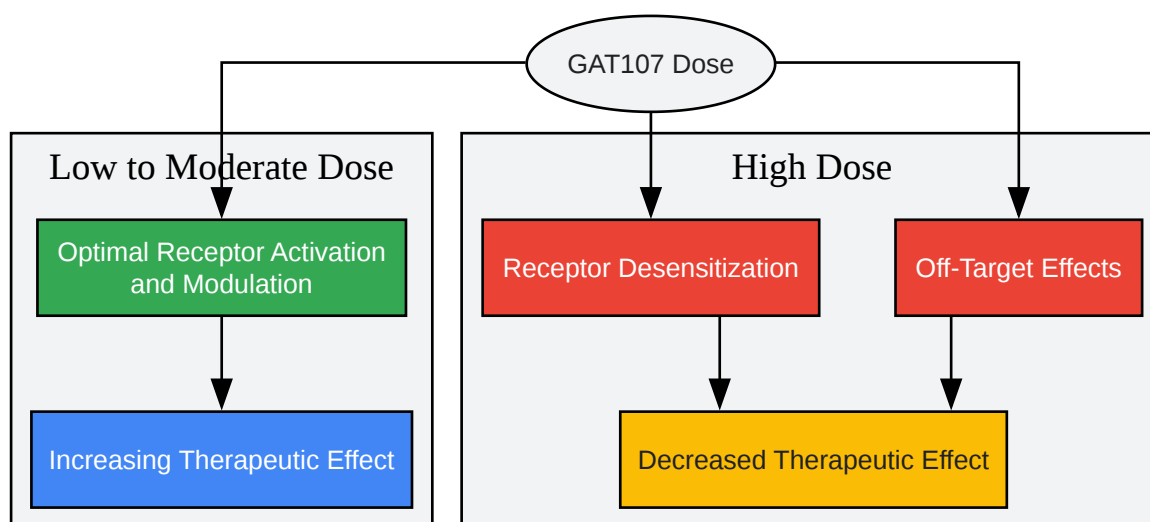 GAT107 Dose
Low to Moderate Dose
High Dose
Optimal Receptor Activation
and Modulation
Receptor Desensitization
Off-Target Effects
Increasing Therapeutic Effect
Decreased Therapeutic Effect